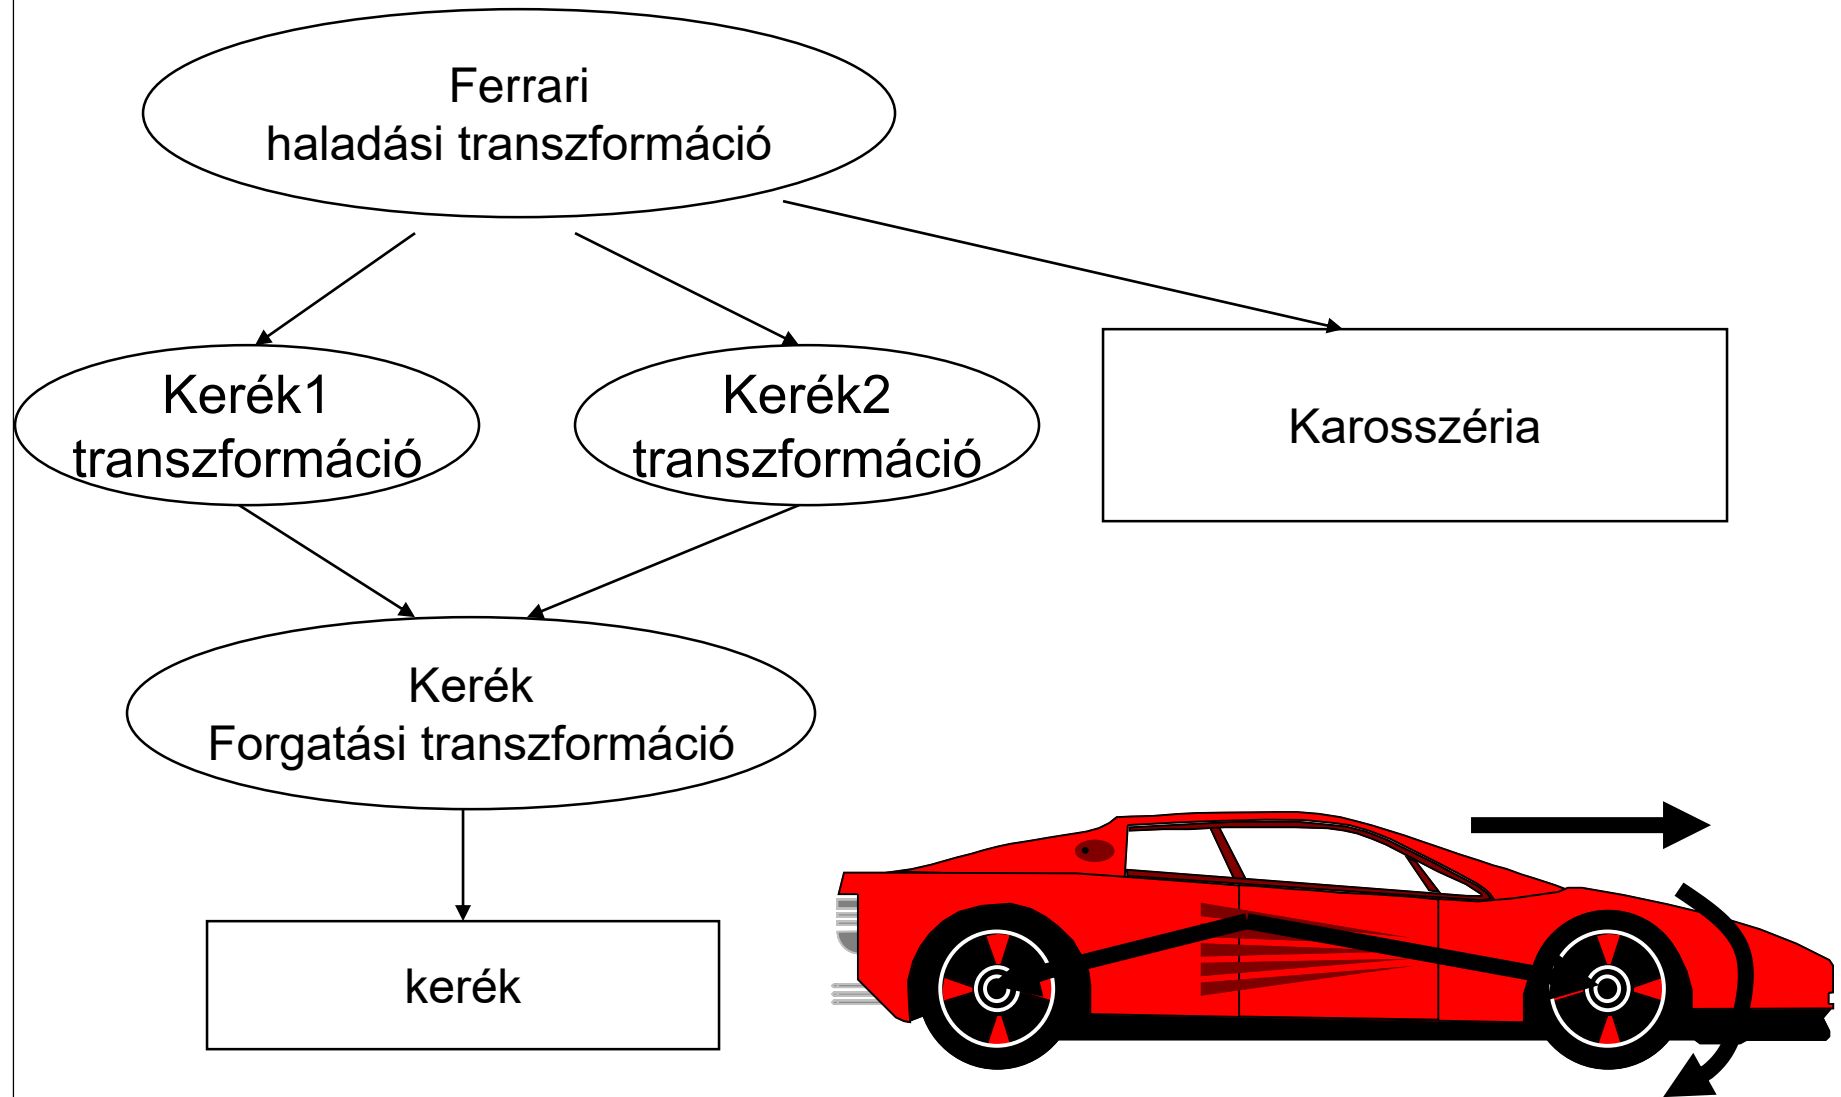 Ferrari
haladási transzformáció
Kerék1
transzformáció
Kerék2
transzformáció
Karosszéria
Kerék
Forgatási transzformáció
kerék